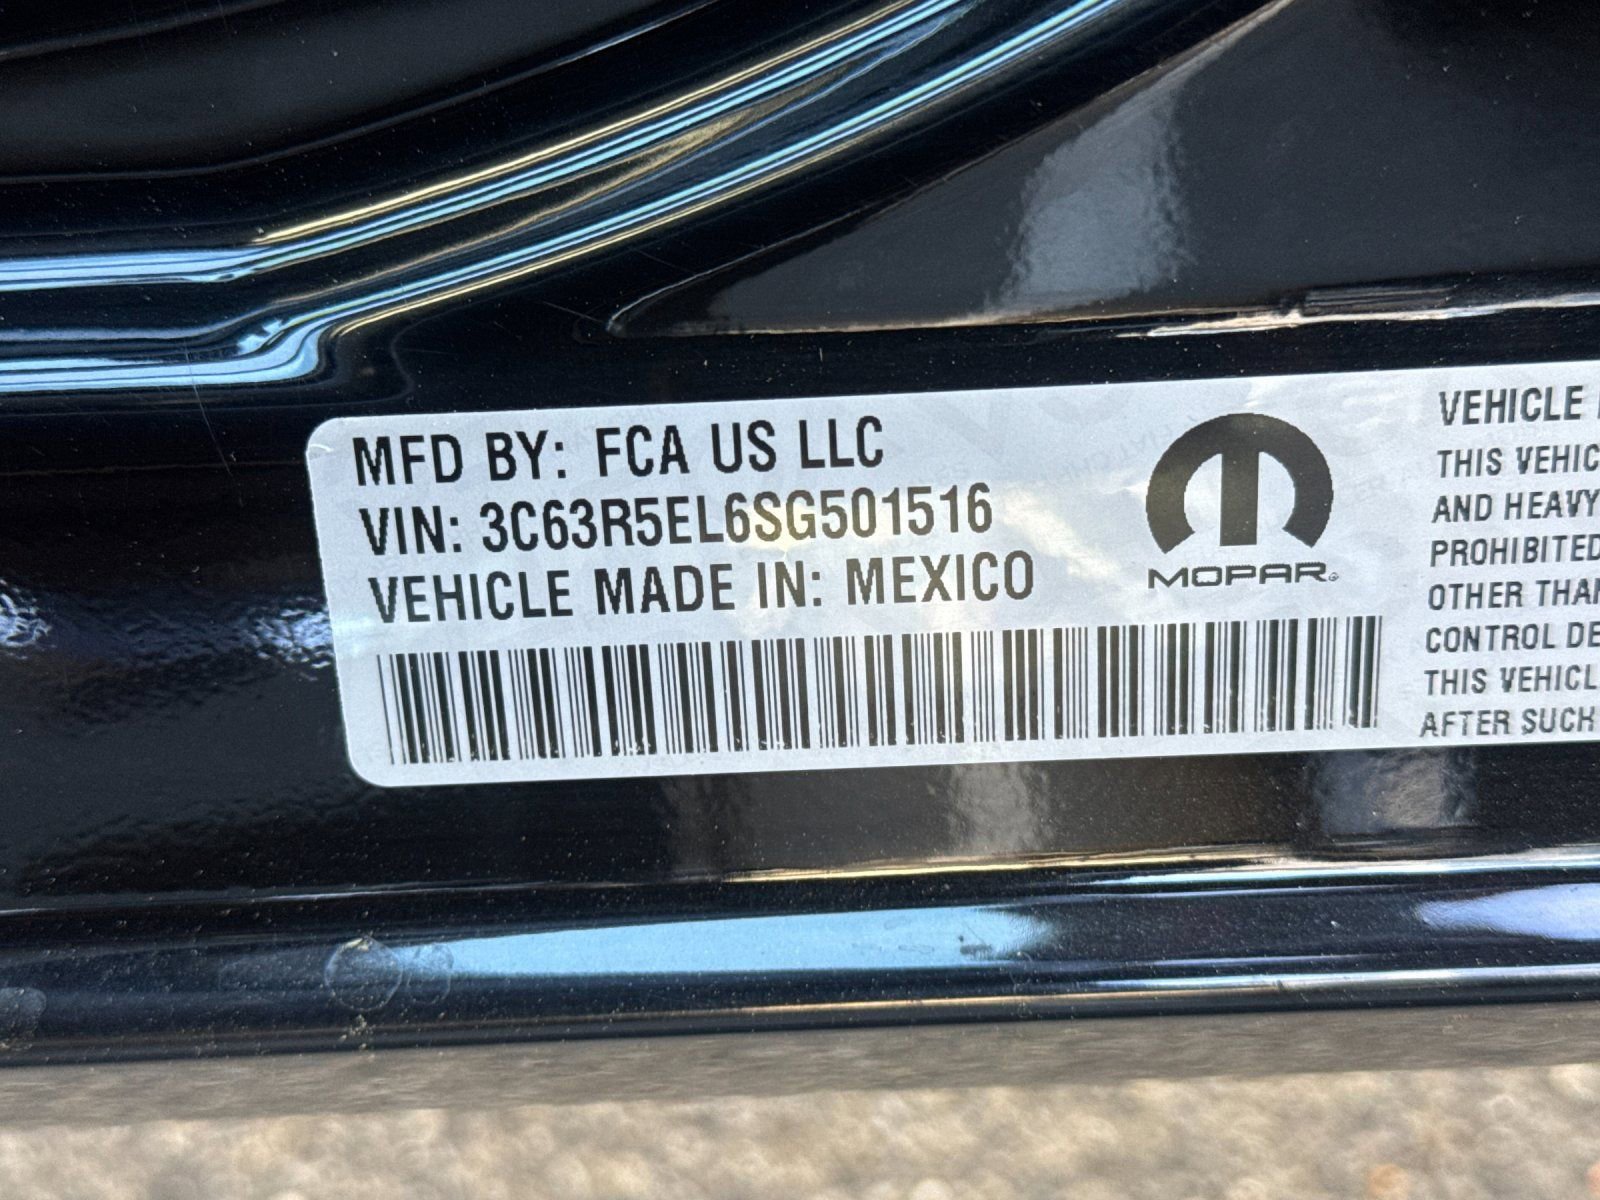 MFD BY: FCA US LLC
VIN: 3C63R5EL6SG501516
VEHICLE MADE IN: MEXICO
MOPAR®
VEHICLE
THIS VEHIC
AND HEAVY
PROHIBITED
OTHER THAN
CONTROL DE
THIS VEHICL
AFTER SUCH